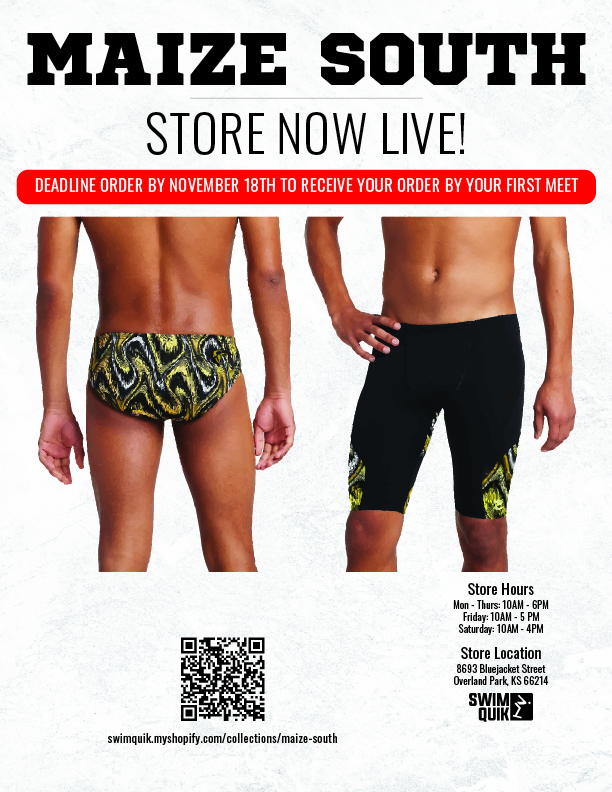 MAIZE SOUTH
STORE NOW LIVE!
DEADLINE ORDER BY NOVEMBER 18TH TO RECEIVE YOUR ORDER BY YOUR FIRST MEET
Store Hours
Mon - Thurs: 10AM - 6PM
Friday: 10AM - 5 PM
Saturday: 10AM - 4PM
Store Location
8693 Bluejacket Street
Overland Park, KS 66214
SWIM
QUIK
swimquik.myshopify.com/collections/maize-south